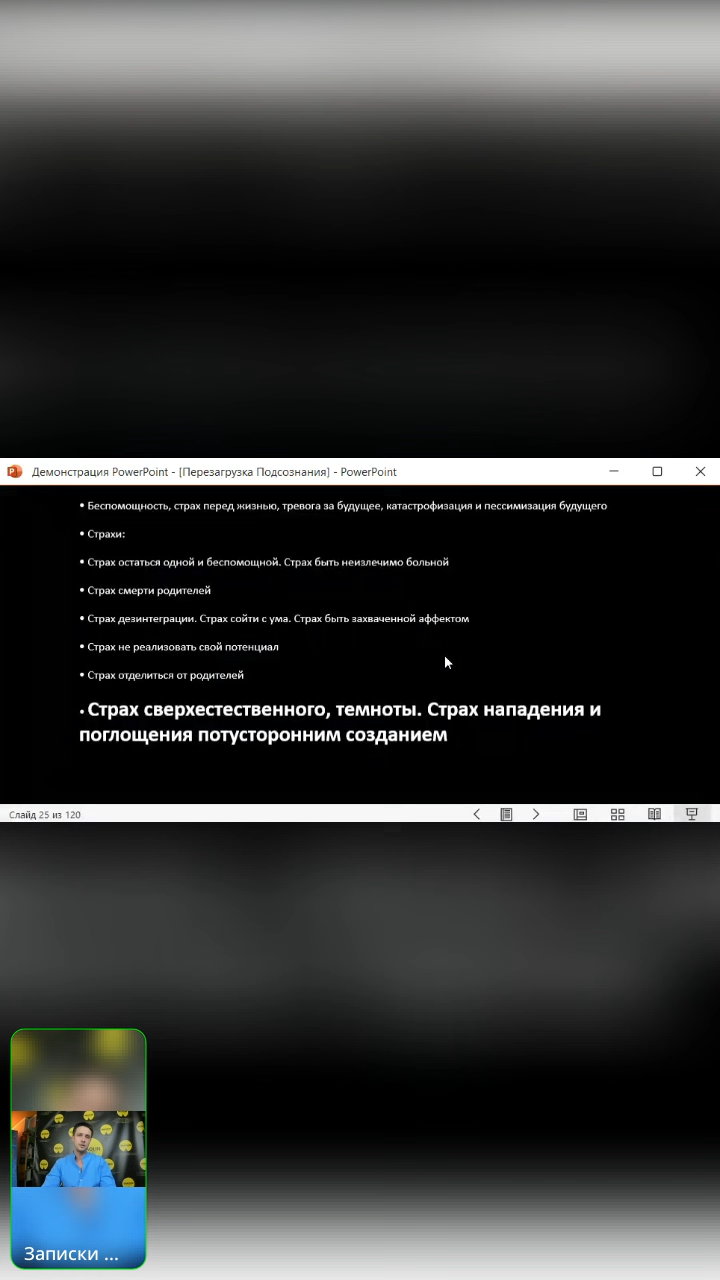 Демонстрация PowerPoint - [Перезагрузка Подсознания] - PowerPoint
• Беспомощность, страх перед жизнью, тревога за будущее, катастрофизация и пессимизация будущего
• Страхи:
• Страх остаться одной и беспомощной. Страх быть неизлечимо больной
• Страх смерти родителей
• Страх дезинтеграции. Страх сойти с ума. Страх быть захваченной аффектом
• Страх не реализовать свой потенциал
• Страх отделиться от родителей
• Страх сверхестественного, темноты. Страх нападения и
поглощения потусторонним созданием
Слайд 25 из 120
Записки ...